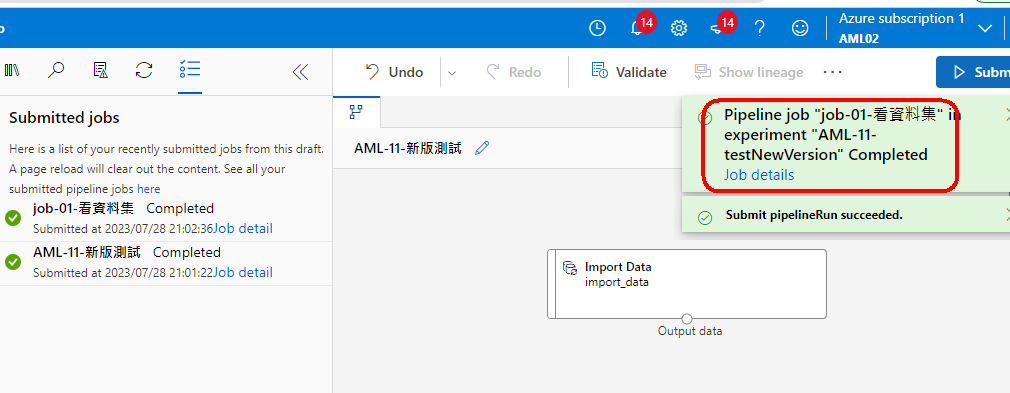 14
14
Azure subscription 1
AML02
Undo
Redo
Validate
Show lineage
Subm
Submitted jobs
Here is a list of your recently submitted jobs from this draft.
A page reload will clear out the content. See all your
submitted pipeline jobs here
job-01-看資料集 Completed
Submitted at 2023/07/28 21:02:36Job detail
AML-11-新版測試 Completed
Submitted at 2023/07/28 21:01:22Job detail
AML-11-新版測試
Pipeline job "job-01-看資料集" in
experiment "AML-11-
testNewVersion" Completed
Job details
Submit pipelineRun succeeded.
Import Data
import_data
Output data